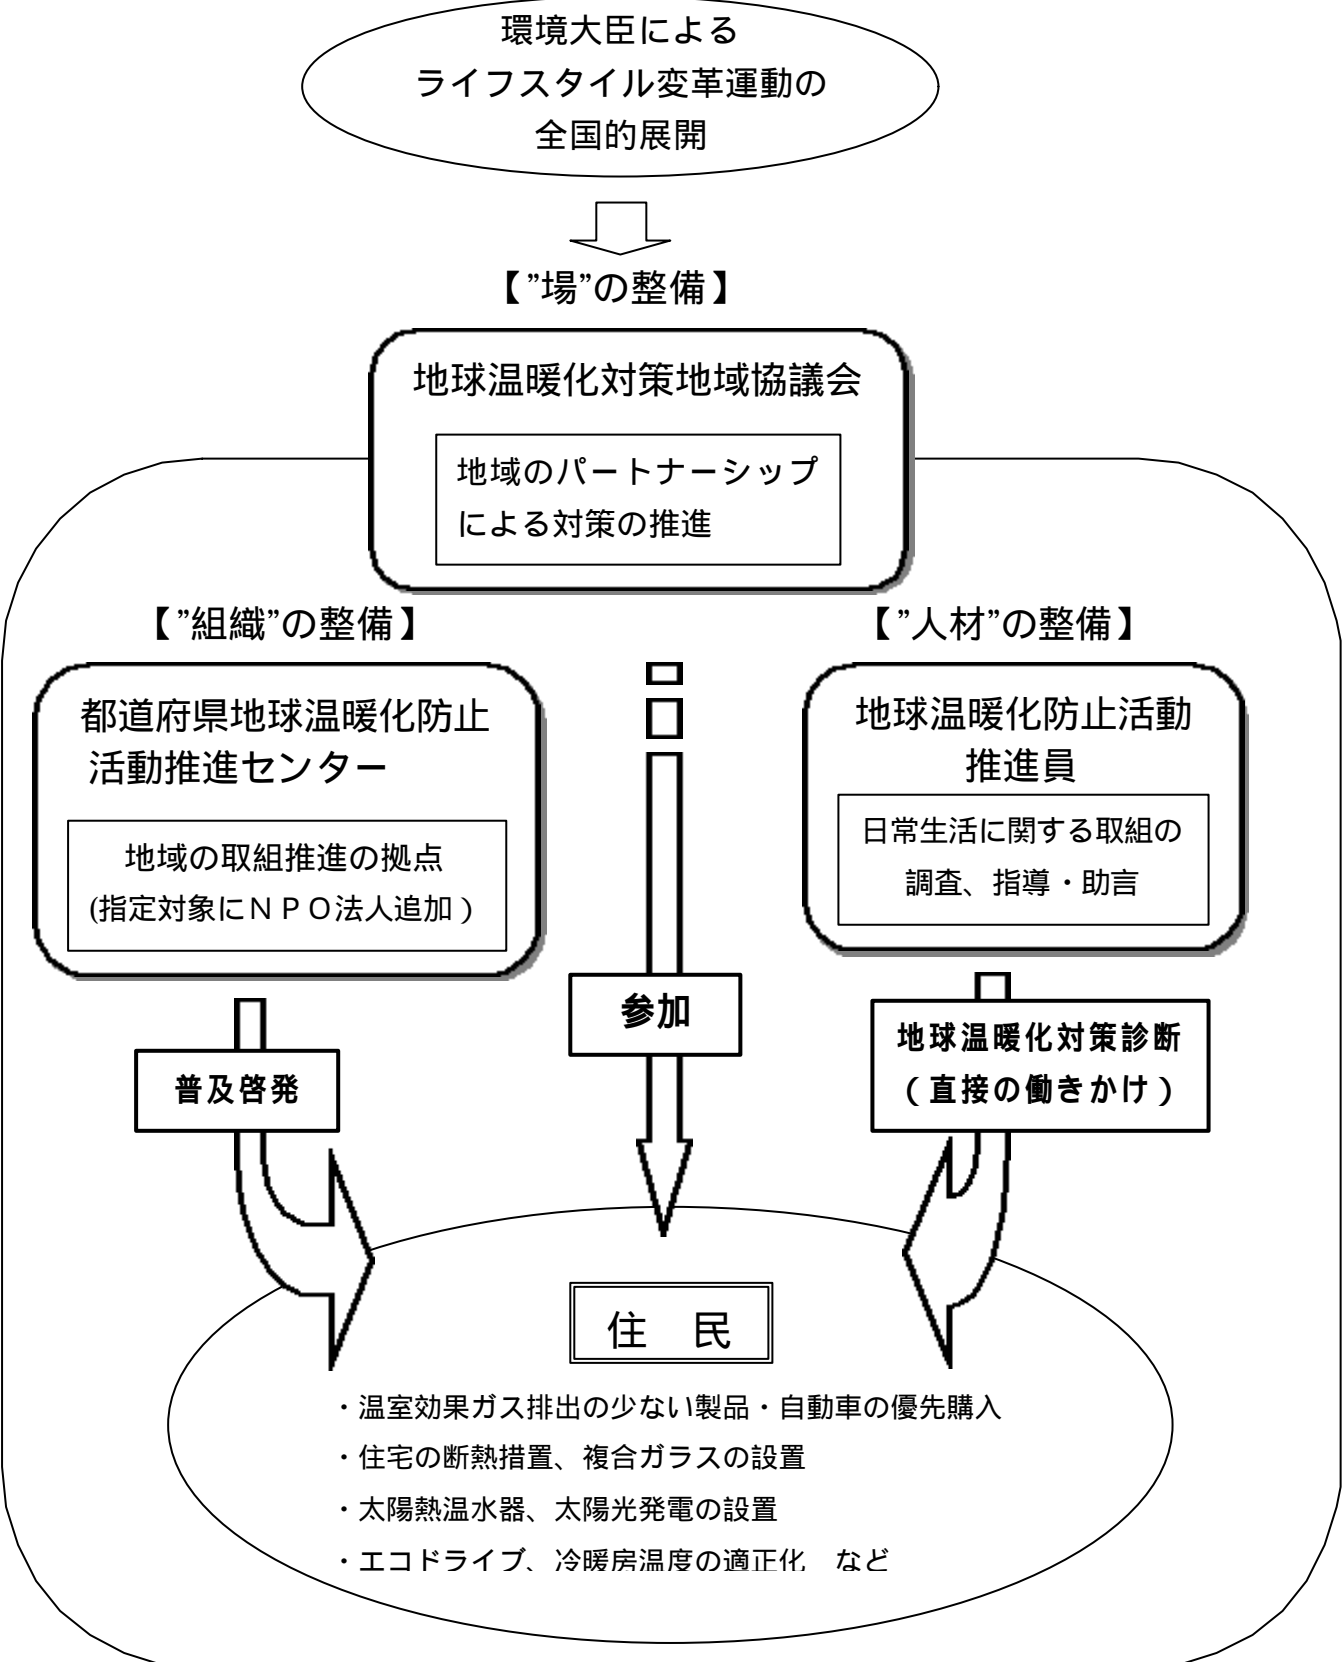 環境大臣による
ライフスタイル変革運動の
全国的展開
【”場”の整備】
地球温暖化対策地域協議会
地域のパートナーシップ
による対策の推進
【”組織”の整備】
都道府県地球温暖化防止
活動推進センター
地域の取組推進の拠点
(指定対象にＮＰＯ法人追加）
【”人材”の整備】
地球温暖化防止活動
推進員
日常生活に関する取組の
調査、指導・助言
普及啓発
参加
地球温暖化対策診断
（直接の働きかけ）
住　民
・温室効果ガス排出の少ない製品・自動車の優先購入
・住宅の断熱措置、複合ガラスの設置
・太陽熱温水器、太陽光発電の設置
・エコドライブ、冷暖房温度の適正化　など